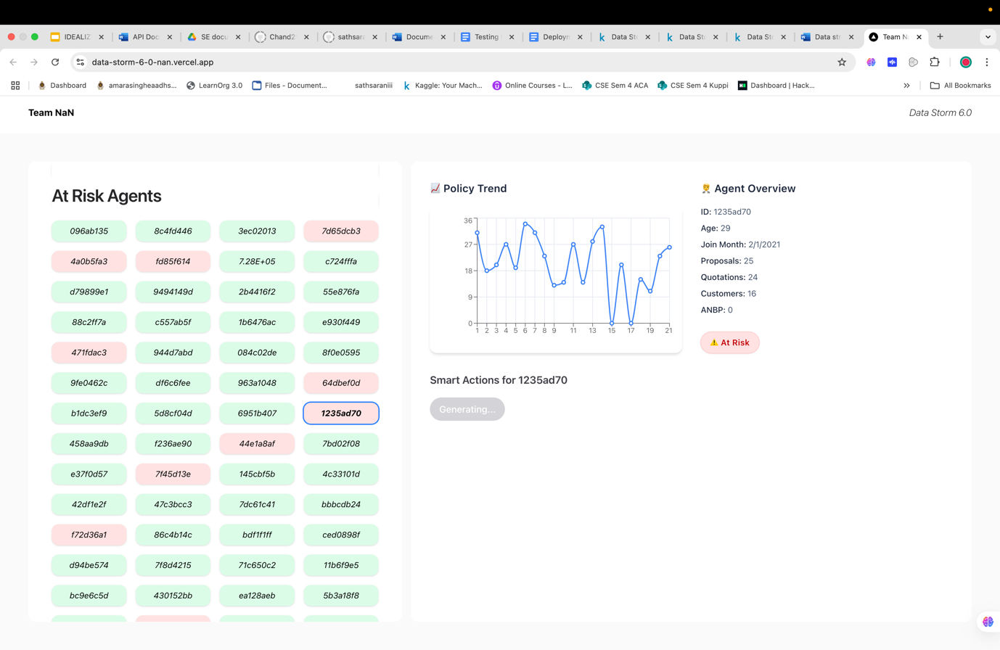 IDEALIZ
API Doc
SE docu
Chand2
sathsara
Docume
Testing
Deploym
Data Sto
Data Sto
Data Sto
Data sto
Team Na
data-storm-6-0-nan.vercel.app
Dashboard
amarasingheaadhs...
LearnOrg 3.0
Files - Document...
sathsaraniii
Kaggle: Your Mach...
Online Courses - L...
CSE Sem 4 ACA
CSE Sem 4 Kuppi
Dashboard | Hack...
All Bookmarks
Team NaN
Data Storm 6.0
At Risk Agents
096ab135 8c4fd446 3ec02013 7d65dcb3
4a0b5fa3 fd85f614 7.28E+05 c724fffa
d79899e1 9494149d 2b4416f2 55e876fa
88c2ff7a c557ab5f 1b6476ac e930f449
471fdac3 944d7abd 084c02de 8f0e0595
9fe0462c df6c6fee 963a1048 64dbef0d
b1dc3ef9 5d8cf04d 6951b407 1235ad70
458aa9db f236ae90 44e1a8af 7bd02f08
e37f0d57 7f45d13e 145cbf5b 4c33101d
42df1e2f 47c3bcc3 7dc61c41 bbbcdb24
f72d36a1 86c4b14c bdf1f1ff ced0898f
d94be574 7f8d4215 71c650c2 11b6f9e5
bc9e6c5d 430152bb ea128aeb 5b3a18f8
📈 Policy Trend
36
27
18
9
0
1 2 3 4 5 6 7 8 9 11 13 15 17 19 21
Agent Overview
ID: 1235ad70
Age: 29
Join Month: 2/1/2021
Proposals: 25
Quotations: 24
Customers: 16
ANBP: 0
⚠️ At Risk
Smart Actions for 1235ad70
Generating...